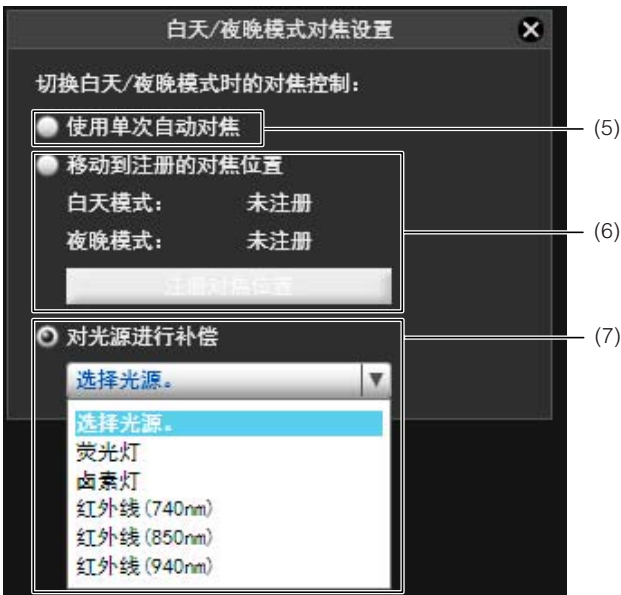 白天/夜晚模式对焦设置
切换白天/夜晚模式时的对焦控制：
使用单次自动对焦
(5)
移动到注册的对焦位置
白天模式： 未注册
(6)
夜晚模式： 未注册
注册对焦位置
对光源进行补偿
(7)
选择光源。
选择光源。
荧光灯
卤素灯
红外线(740nm)
红外线(850nm)
红外线(940nm)